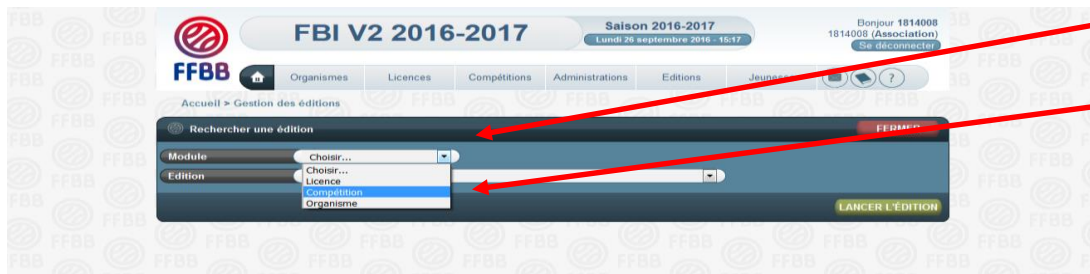 FBI V2 2016-2017
Saison 2016-2017
Lundi 26 septembre 2016 - 15:17
Bonjour 1814008
1814008 (Association)
Se déconnecter
FFBB
Organismes Licences Compétitions Administrations Editions Jeunesse ?
Accueil > Gestion des éditions
Rechercher une édition FERMER
Module Choisir...
Edition
Choisir...
Licence
Compétition
Organisme
LANCER L'ÉDITION